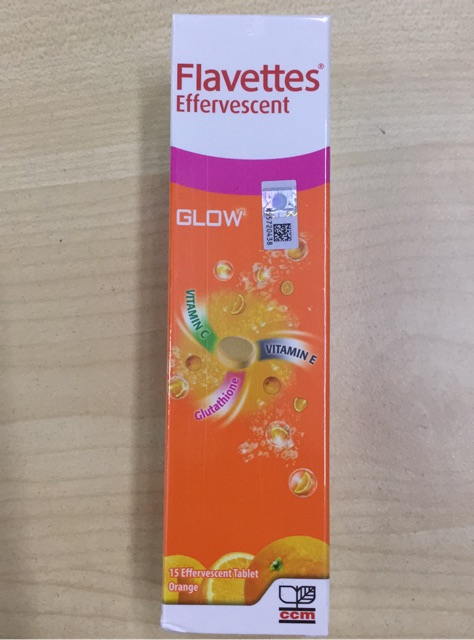 Flavettes®
Effervescent
GLOW
VITAMIN C
VITAMIN E
Glutathione
15 Effervescent Tablet
Orange
ccm